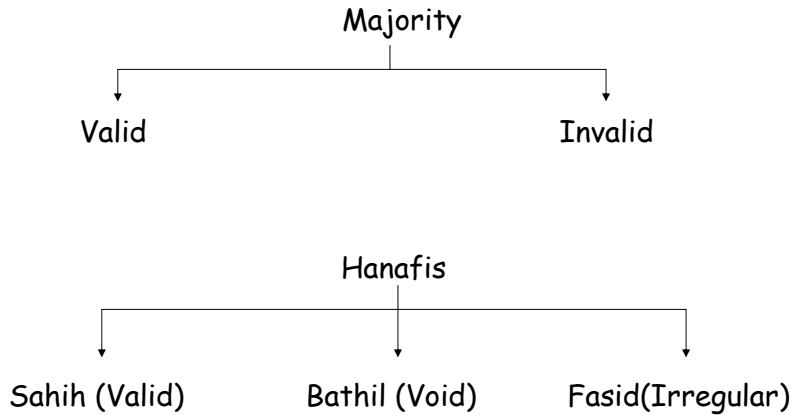 Majority
Valid Invalid
Hanafis
Sahih (Valid) Bathil (Void) Fasid(Irregular)